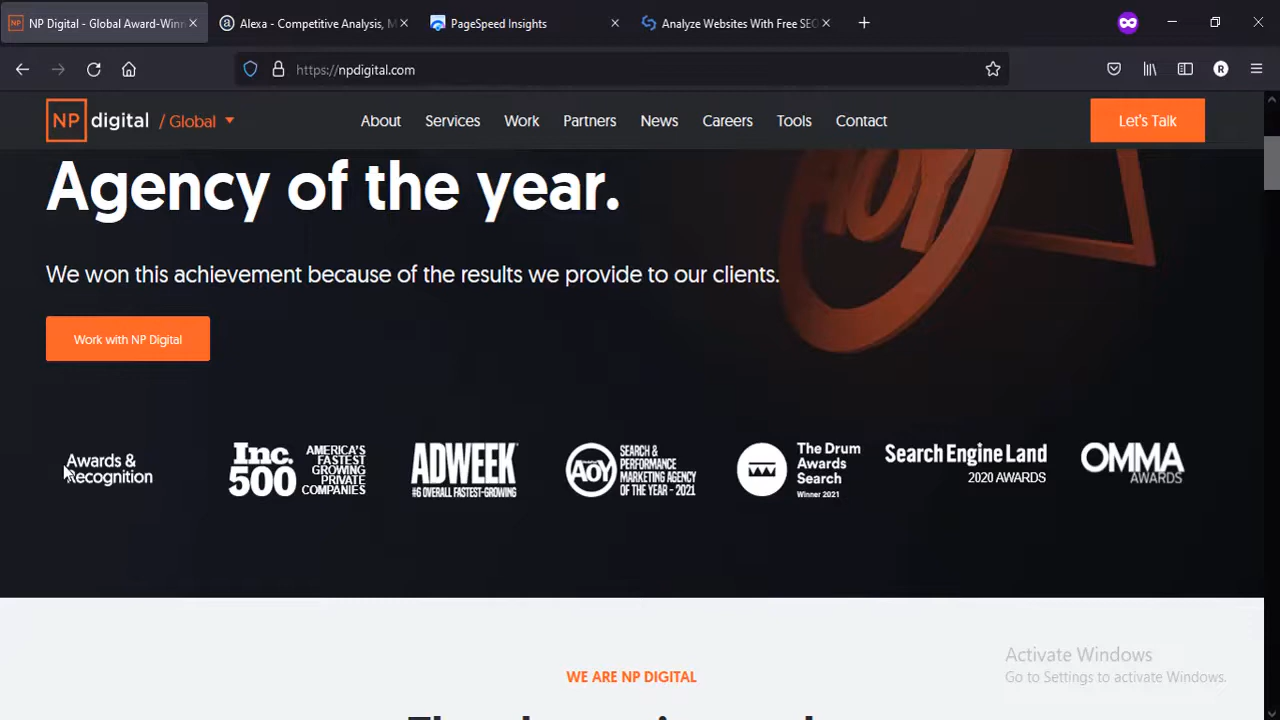 NP Digital - Global Award-Winn
Alexa - Competitive Analysis, M
PageSpeed Insights
Analyze Websites With Free SEO
https://npdigital.com
NP digital / Global
About
Services
Work
Partners
News
Careers
Tools
Contact
Let's Talk
Agency of the year.
We won this achievement because of the results we provide to our clients.
Work with NP Digital
Awards &
Recognition
Inc.
500
AMERICA'S
FASTEST
GROWING
PRIVATE
COMPANIES
ADWEEK
#6 OVERALL FASTEST-GROWING
AOY
SEARCH &
PERFORMANCE
MARKETING AGENCY
OF THE YEAR - 2021
The Drum
Awards
Search
Winner 2021
Search Engine Land
2020 AWARDS
OMMA
AWARDS
WE ARE NP DIGITAL
Activate Windows
Go to Settings to activate Windows.